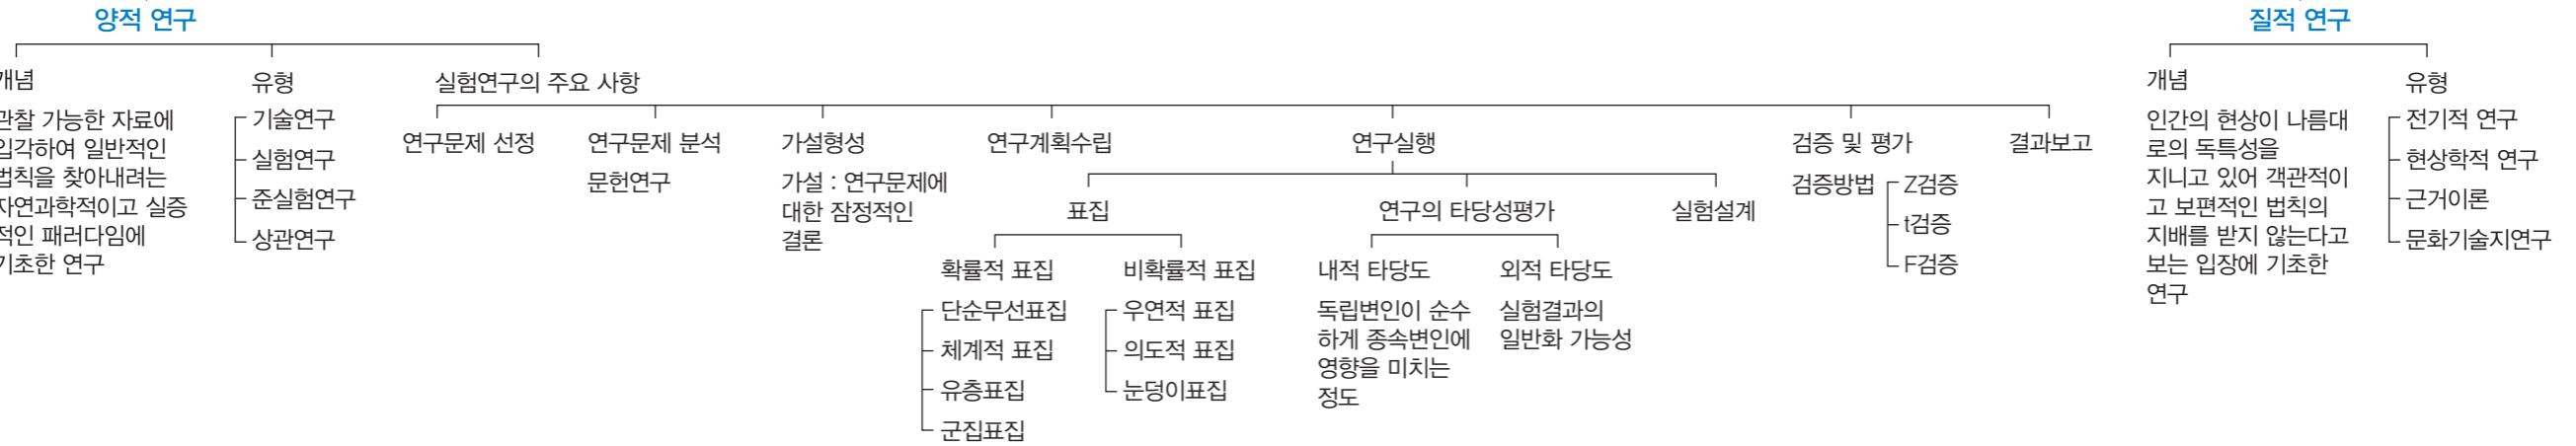 양적 연구
개념
관찰 가능한 자료에
입각하여 일반적인
법칙을 찾아내려는
자연과학적이고 실증
적인 패러다임에
기초한 연구
유형
기술연구
실험연구
준실험연구
상관연구
실험연구의 주요 사항
연구문제 선정
연구문제 분석
문헌연구
가설형성
가설 : 연구문제에
대한 잠정적인
결론
연구계획수립
연구실행
표집
확률적 표집
단순무선표집
체계적 표집
유층표집
군집표집
비확률적 표집
우연적 표집
의도적 표집
눈덩이표집
연구의 타당성평가
내적 타당도
독립변인이 순수
하게 종속변인에
영향을 미치는
정도
외적 타당도
실험결과의
일반화 가능성
실험설계
검증 및 평가
검증방법
Z검증
t검증
F검증
결과보고
질적 연구
개념
인간의 현상이 나름대
로의 독특성을
지니고 있어 객관적이
고 보편적인 법칙의
지배를 받지 않는다고
보는 입장에 기초한
연구
유형
전기적 연구
현상학적 연구
근거이론
문화기술지연구